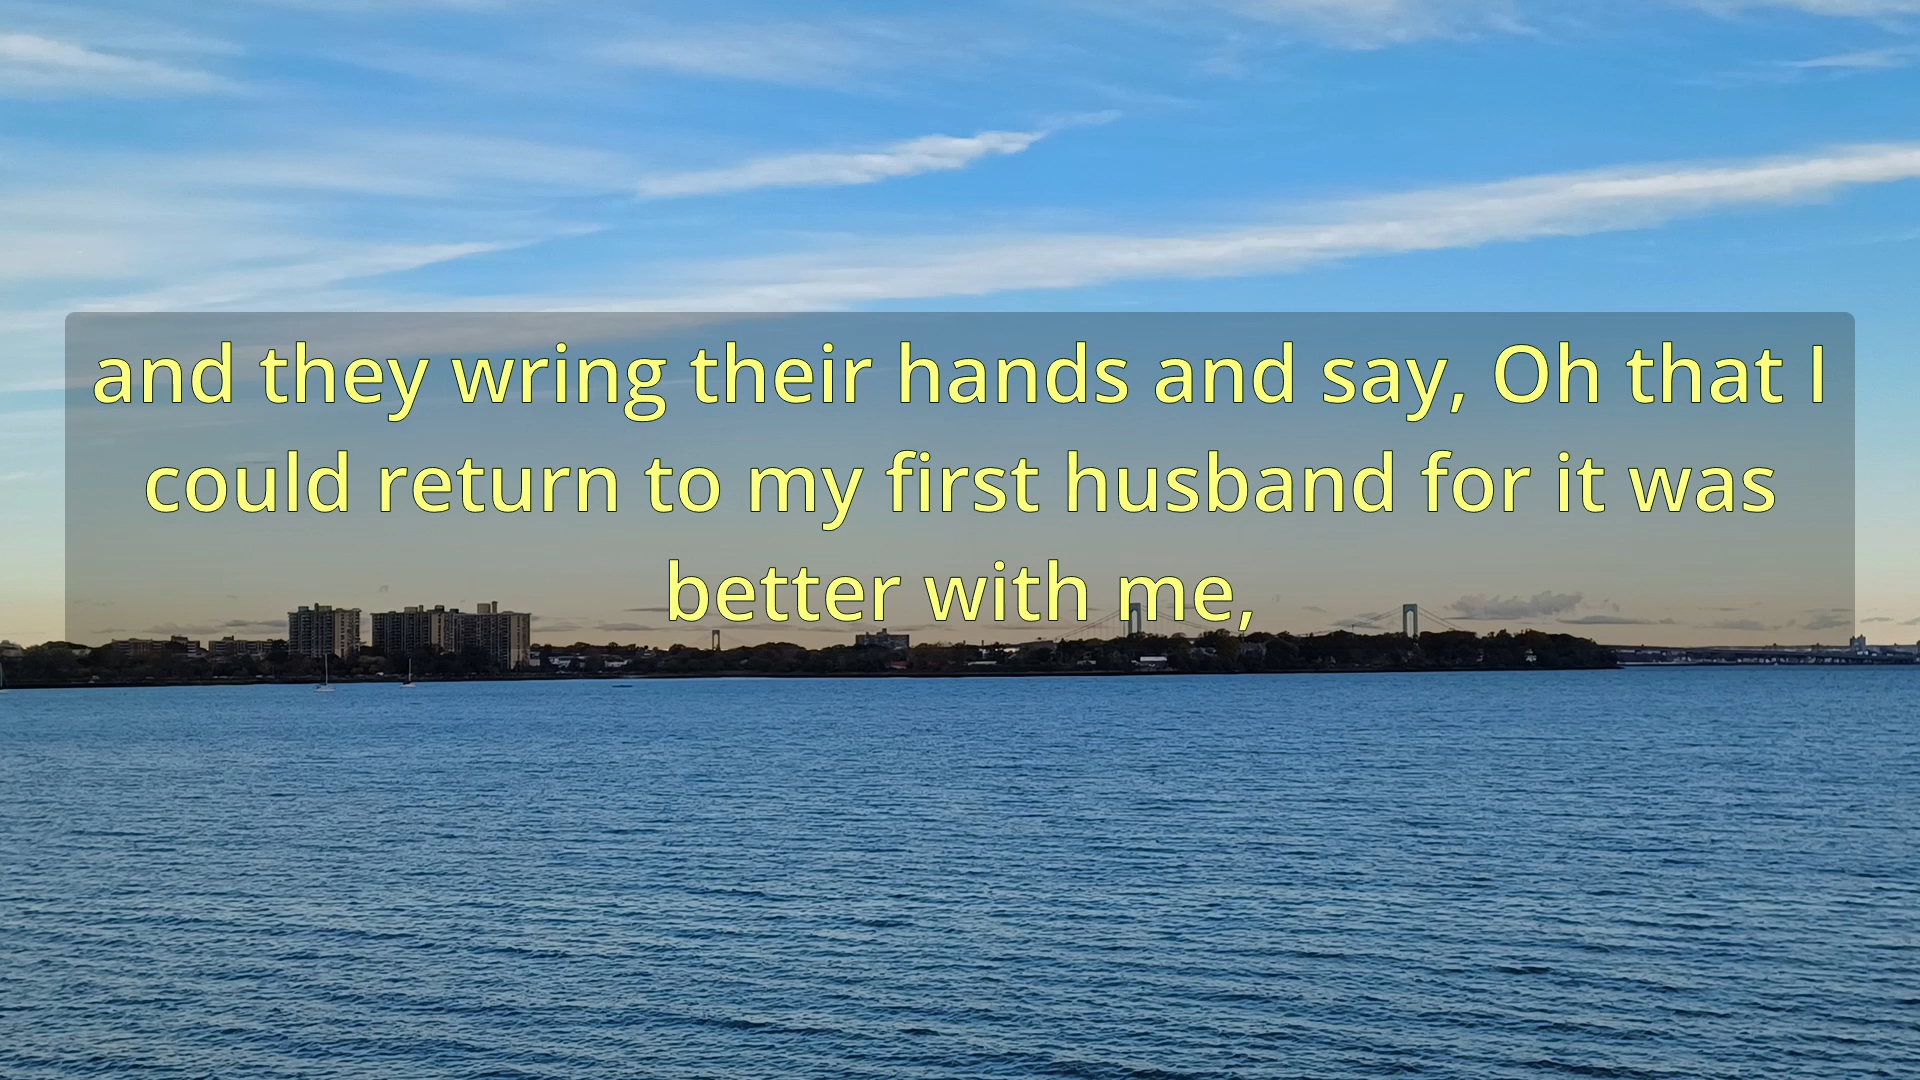 and they wring their hands and say, Oh that I
could return to my first husband for it was
better with me,